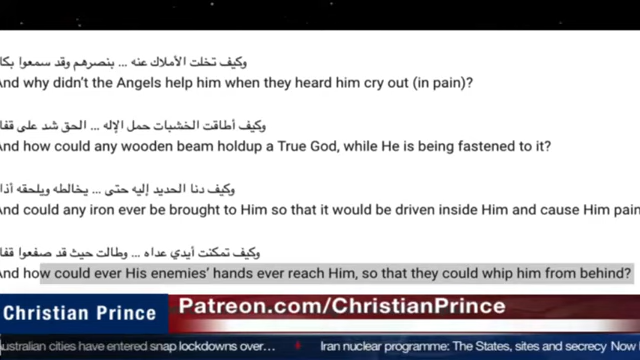 وكيف تخلت الأملاك عنه ... بنصرهم وقد سمعوا
And why didn't the Angels help him when they heard him cry out (in pain)?
وكيف أطاقت الخشبات حمل الإله ... الحق شد على
And how could any wooden beam holdup a True God, while He is being fastened to it?
وكيف دنا الحديد إليه حتى ... يخالطه ويلحقه
And could any iron ever be brought to Him so that it would be driven inside Him and cause Him pain
وكيف تمكنت أيدي عداه ... وطالت حيث قد صفعوا
And how could ever His enemies' hands ever reach Him, so that they could whip him from behind?
Christian Prince
Patreon.com/ChristianPrince
Australian cities have entered snap lockdowns over...
Iran nuclear programme: The States, sites and secrecy Now